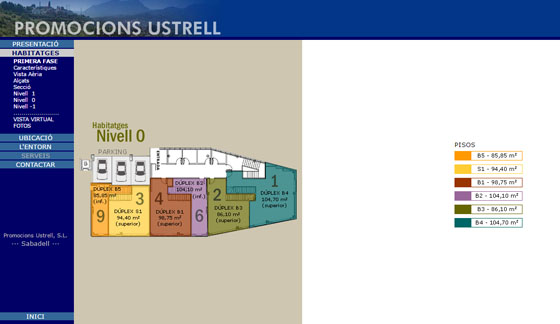 PROMOCIONS USTRELL
PRESENTACIÓ
HABITATGES
PRIMERA FASE
Característiques
Vista Aèria
Alçats
Secció
Nivell 1
Nivell 0
Nivell -1
VISTA VIRTUAL
FOTOS
UBICACIÓ
L'ENTORN
SERVEIS
CONTACTAR
Promocions Ustrell, S.L.
--- Sabadell ---
INICI
Habitatges
Nivell 0
PARKING
DÚPLEX B5
85,85 m²
(inf.)
9
3
DÚPLEX S1
94,40 m²
(superior)
4
DÚPLEX B1
98,75 m²
(superior)
DÚPLEX B2
104,10 m²
(inf.)
6
2
DÚPLEX B3
86,10 m²
(superior)
1
DÚPLEX B4
104,70 m²
(superior)
PISOS
B5 - 85,85 m²
S1 - 94,40 m²
B1 - 98,75 m²
B2 - 104,10 m²
B3 - 86,10 m²
B4 - 104,70 m²